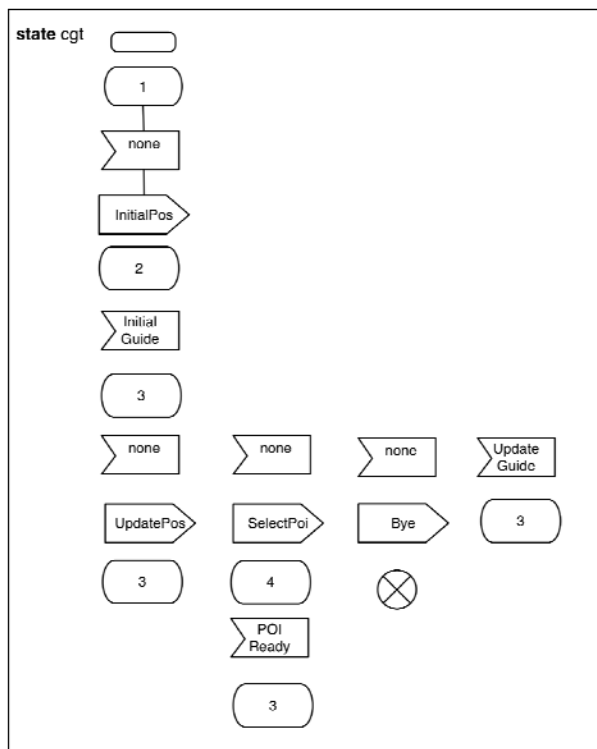 state cgt
1
none
InitialPos
2
Initial
Guide
3
none
none
none
Update
Guide
UpdatePos
SelectPoi
Bye
3
3
4
POI
Ready
3